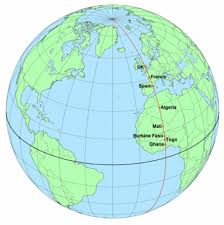 UK
France
Spain
Algeria
Mali
Burkina Faso
Togo
Ghana